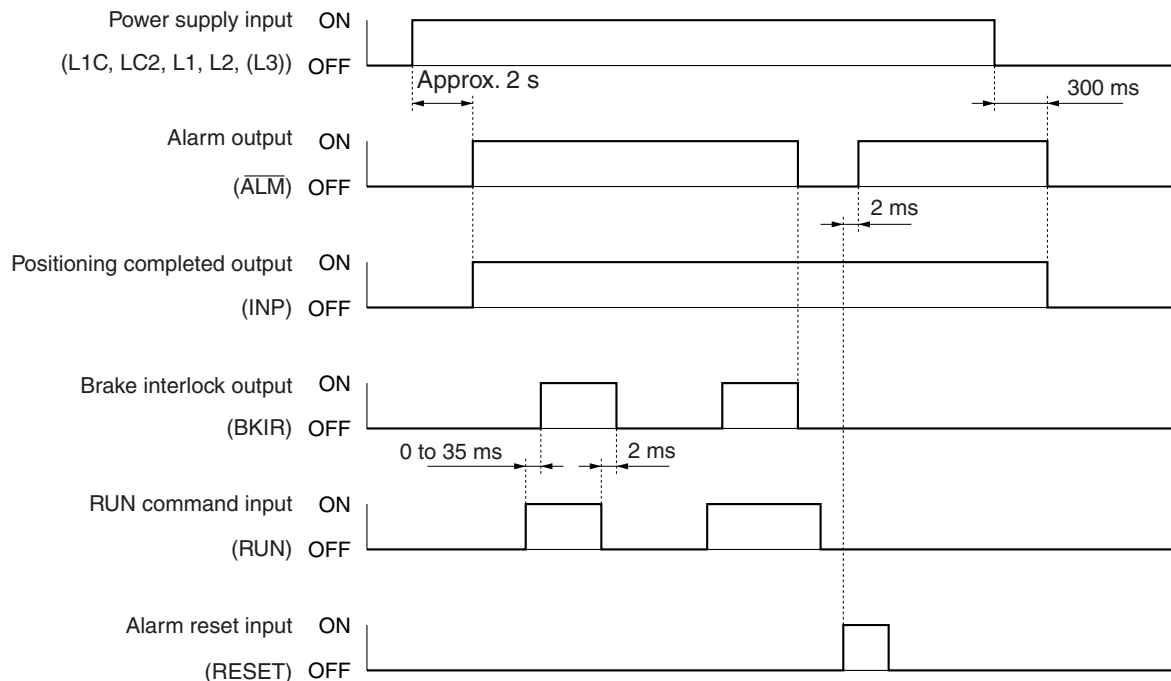 Power supply input ON
(L1C, LC2, L1, L2, (L3)) OFF
Approx. 2 s
300 ms
Alarm output ON
(A̅L̅M̅) OFF
2 ms
Positioning completed output ON
(INP) OFF
Brake interlock output ON
(BKIR) OFF
0 to 35 ms 2 ms
RUN command input ON
(RUN) OFF
Alarm reset input ON
(RESET) OFF